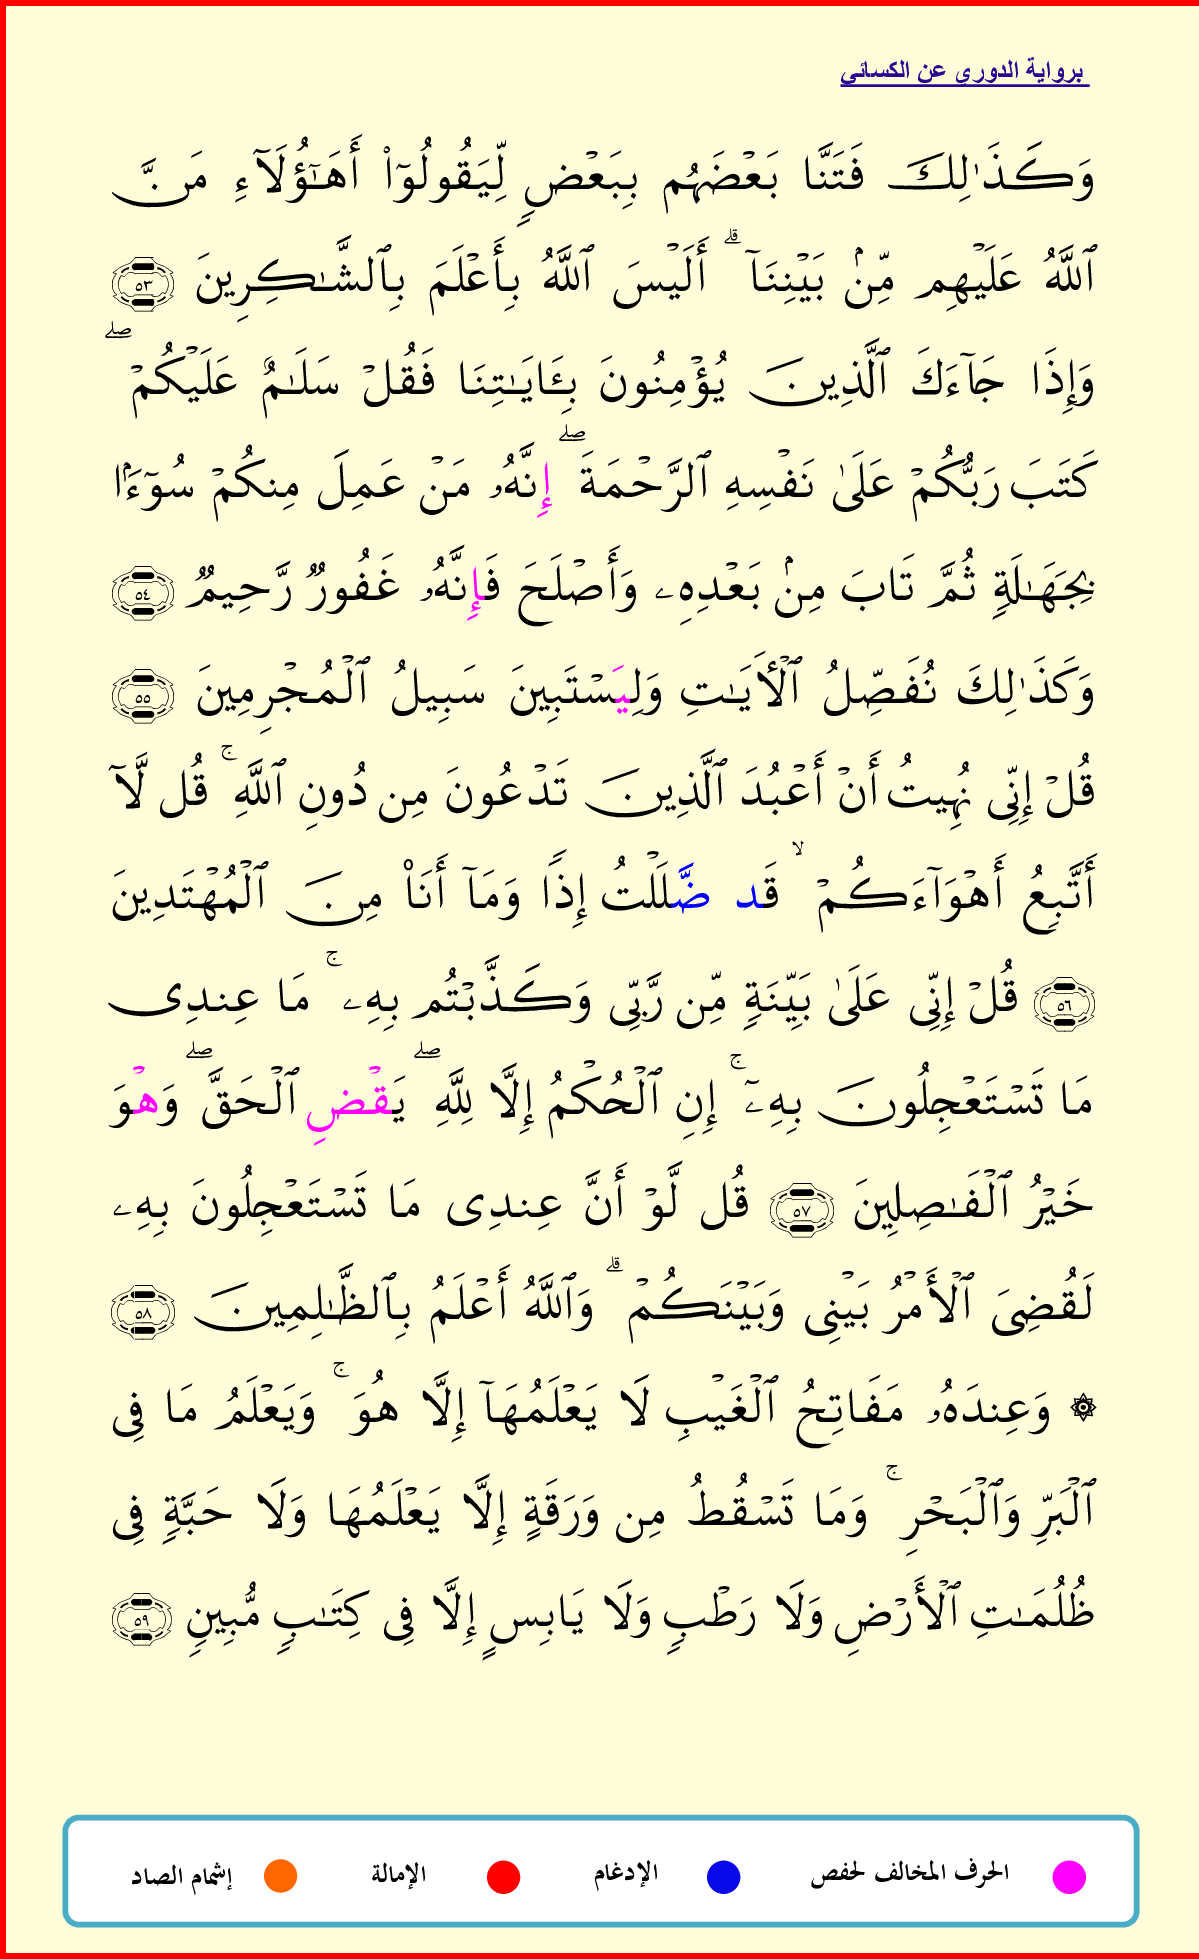 برواية الدوري عن الكسائي
وَكَذَٰلِكَ فَتَنَّا بَعْضَهُم بِبَعْضٍ لِّيَقُولُوٓا۟ أَهَـٰٓؤُلَآءِ مَنَّ
ٱللَّهُ عَلَيْهِم مِّنۢ بَيْنِنَآ ۗ أَلَيْسَ ٱللَّهُ بِأَعْلَمَ بِٱلشَّـٰكِرِينَ ٥٣
وَإِذَا جَآءَكَ ٱلَّذِينَ يُؤْمِنُونَ بِـَٔايَـٰتِنَا فَقُلْ سَلَـٰمٌ عَلَيْكُمْ ۖ
كَتَبَ رَبُّكُمْ عَلَىٰ نَفْسِهِ ٱلرَّحْمَةَ ۖ إِنَّهُۥ مَنْ عَمِلَ مِنكُمْ سُوٓءًۢا
بِجَهَـٰلَةٍ ثُمَّ تَابَ مِنۢ بَعْدِهِۦ وَأَصْلَحَ فَإِنَّهُۥ غَفُورٌ رَّحِيمٌ ٥٤
وَكَذَٰلِكَ نُفَصِّلُ ٱلْأَيَـٰتِ وَلِيَسْتَبِينَ سَبِيلُ ٱلْمُجْرِمِينَ ٥٥
قُلْ إِنِّى نُهِيتُ أَنْ أَعْبُدَ ٱلَّذِينَ تَدْعُونَ مِن دُونِ ٱللَّهِ ۚ قُل لَّآ
أَتَّبِعُ أَهْوَآءَكُمْ ۙ قَد ضَّلَلْتُ إِذًا وَمَآ أَنَا۠ مِنَ ٱلْمُهْتَدِينَ
٥٦ قُلْ إِنِّى عَلَىٰ بَيِّنَةٍ مِّن رَّبِّى وَكَذَّبْتُم بِهِۦ ۚ مَا عِندِى
مَا تَسْتَعْجِلُونَ بِهِۦٓ ۚ إِنِ ٱلْحُكْمُ إِلَّا لِلَّهِ ۖ يَقْضِ ٱلْحَقَّ ۖ وَهْوَ
خَيْرُ ٱلْفَـٰصِلِينَ ٥٧ قُل لَّوْ أَنَّ عِندِى مَا تَسْتَعْجِلُونَ بِهِۦ
لَقُضِىَ ٱلْأَمْرُ بَيْنِى وَبَيْنَكُمْ ۗ وَٱللَّهُ أَعْلَمُ بِٱلظَّـٰلِمِينَ ٥٨
۞ وَعِندَهُۥ مَفَاتِحُ ٱلْغَيْبِ لَا يَعْلَمُهَآ إِلَّا هُوَ ۚ وَيَعْلَمُ مَا فِى
ٱلْبَرِّ وَٱلْبَحْرِ ۚ وَمَا تَسْقُطُ مِن وَرَقَةٍ إِلَّا يَعْلَمُهَا وَلَا حَبَّةٍ فِى
ظُلُمَـٰتِ ٱلْأَرْضِ وَلَا رَطْبٍ وَلَا يَابِسٍ إِلَّا فِى كِتَـٰبٍ مُّبِينٍ ٥٩
الحرف المخالف لحفص الإدغام الإمالة إشمام الصاد